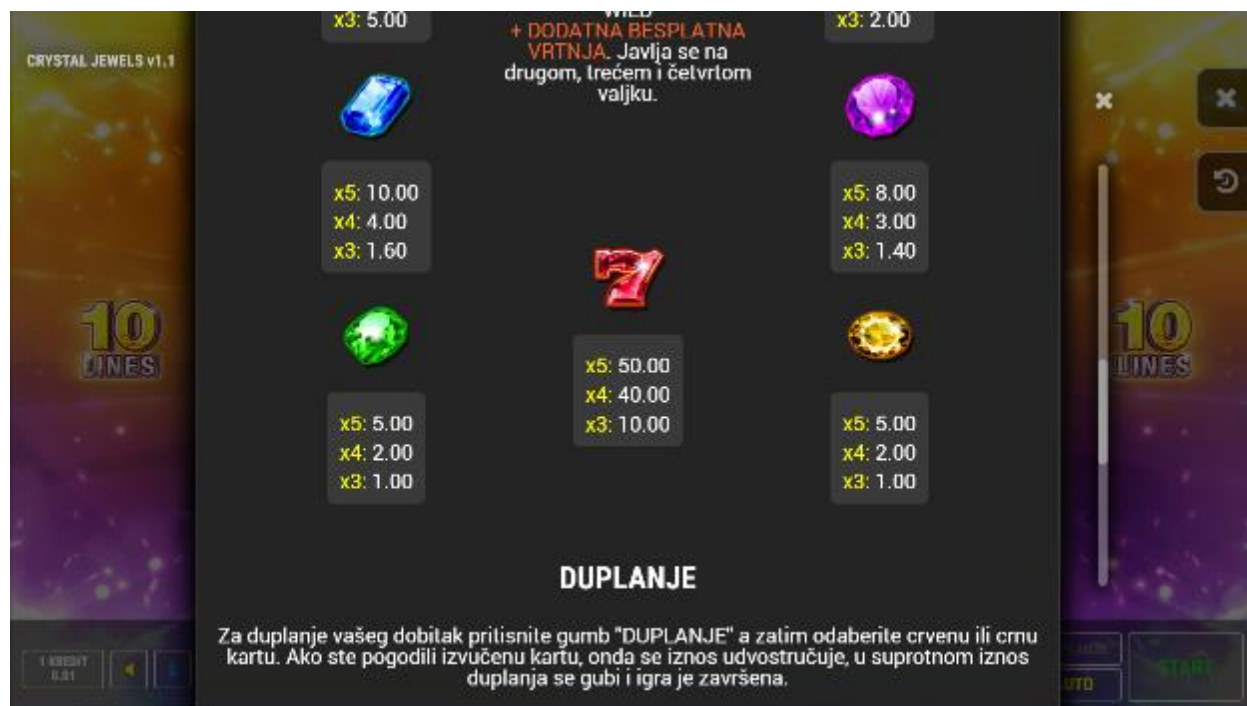 x3: 5.00
WILD
+ DODATNA BESPLATNA
VRTNJA. Javlja se na
drugom, trećem i četvrtom
valjku.
x3: 2.00
CRYSTAL JEWELS v1.1
x5: 10.00
x4: 4.00
x3: 1.60
x5: 8.00
x4: 3.00
x3: 1.40
7
10
LINES
10
LINES
x5: 50.00
x4: 40.00
x3: 10.00
x5: 5.00
x4: 2.00
x3: 1.00
x5: 5.00
x4: 2.00
x3: 1.00
DUPLANJE
Za duplanje vašeg dobitak pritisnite gumb "DUPLANJE" a zatim odaberite crvenu ili crnu
kartu. Ako ste pogodili izvučenu kartu, onda se iznos udvostručuje, u suprotnom iznos
duplanja se gubi i igra je završena.
1 KREDIT
0.01
UTO
START